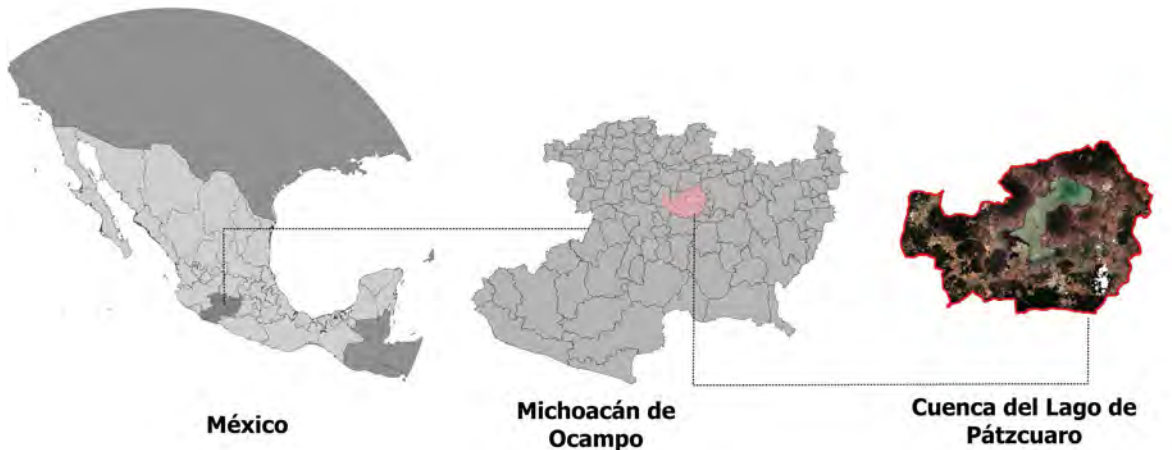 México
Michoacán de
Ocampo
Cuenca del Lago de
Pátzcuaro